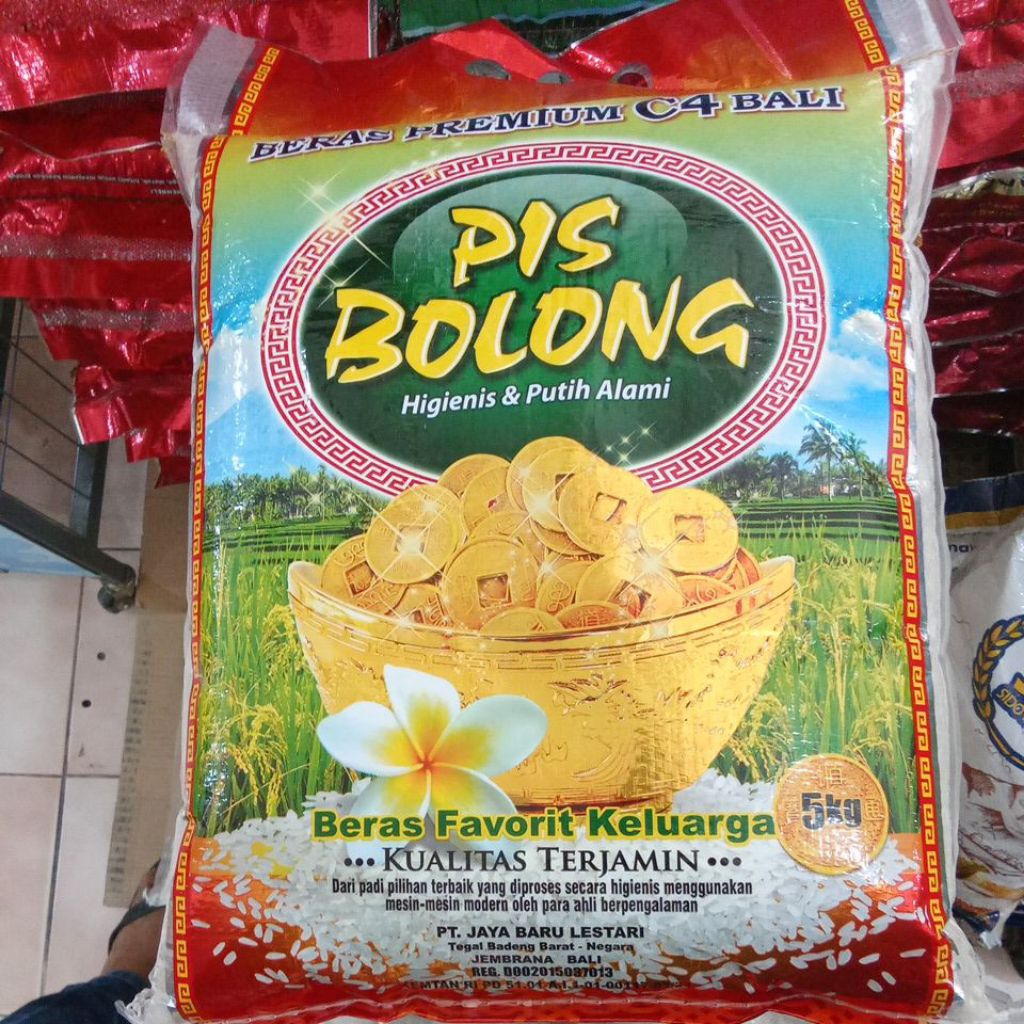 BERAS PREMIUM C4 BALI
PIS
BOLONG
Higienis & Putih Alami
5kg
Beras Favorit Keluarga
••• KUALITAS TERJAMIN •••
Dari padi pilihan terbaik yang diproses secara higienis menggunakan
mesin-mesin modern oleh para ahli berpengalaman
PT. JAYA BARU LESTARI
Tegal Badeng Barat - Negara
JEMBRANA BALI
REG. D002015037013